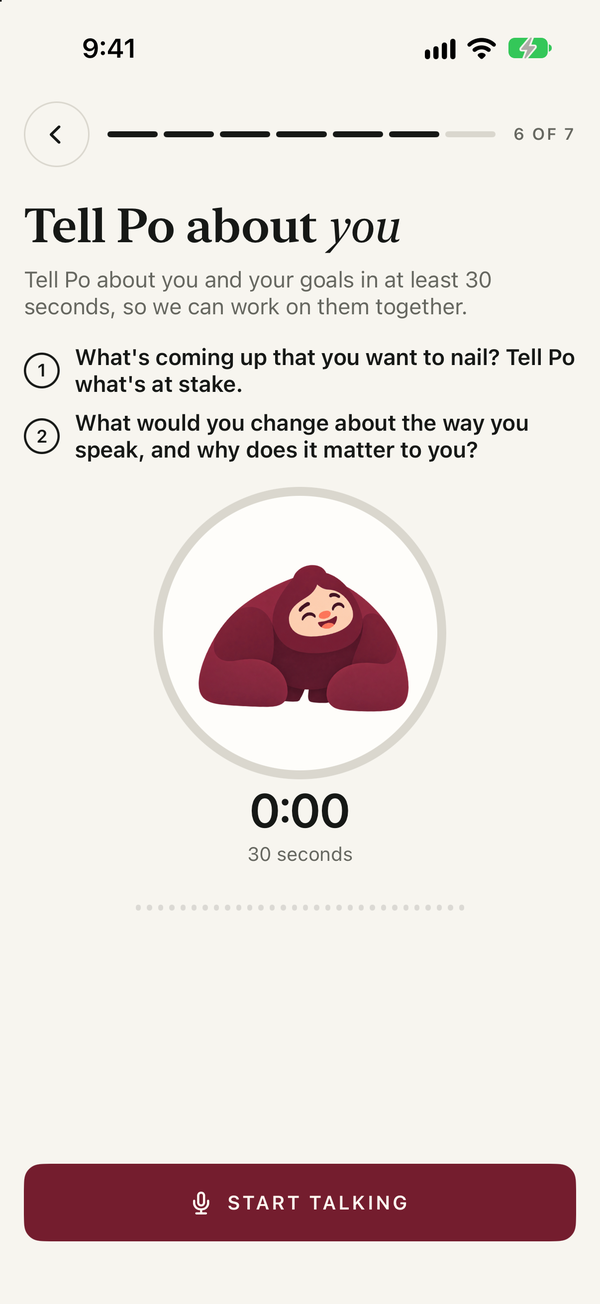 9:41
6 OF 7
Tell Po about you
Tell Po about you and your goals in at least 30
seconds, so we can work on them together.
1 What's coming up that you want to nail? Tell Po
what's at stake.
2 What would you change about the way you
speak, and why does it matter to you?
0:00
30 seconds
START TALKING